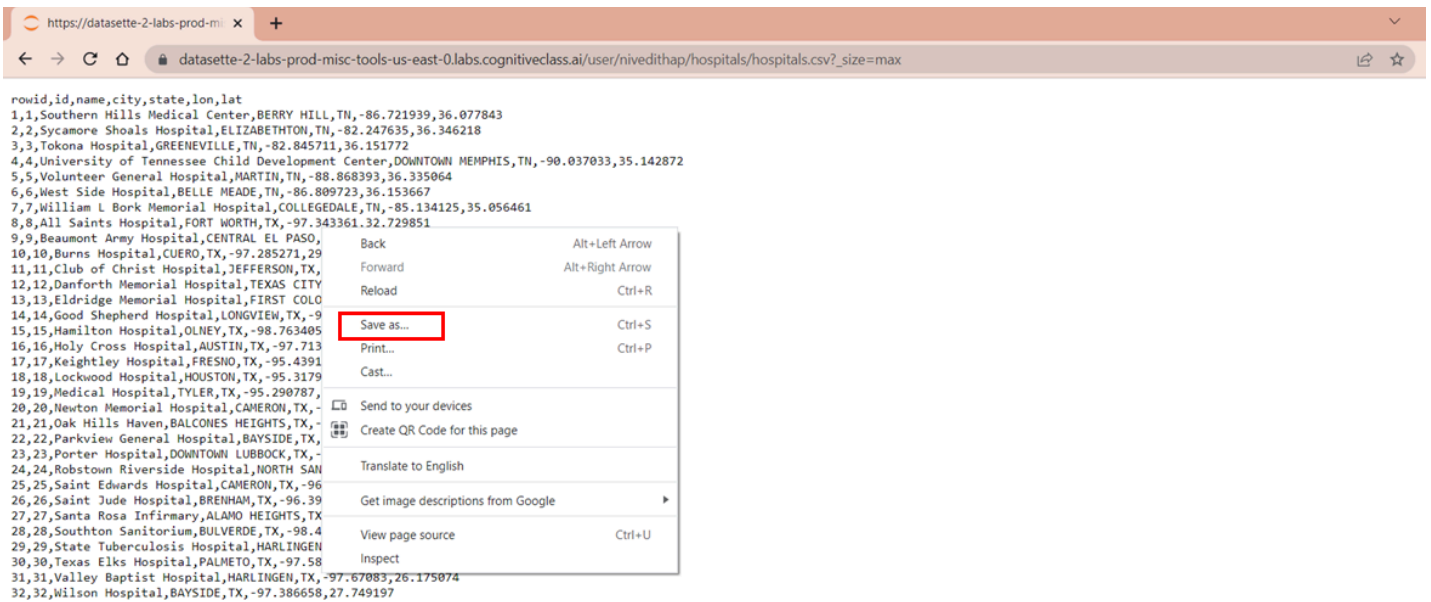 https://datasette-2-labs-prod-mi
datasette-2-labs-prod-misc-tools-us-east-0.labs.cognitiveclass.ai/user/nivedithap/hospitals/hospitals.csv?_size=max
rowid,id,name,city,state,lon,lat
1,1,Southern Hills Medical Center,BERRY HILL,TN,-86.721939,36.077843
2,2,Sycamore Shoals Hospital,ELIZABETHTON,TN,-82.247635,36.346218
3,3,Tokona Hospital,GREENEVILLE,TN,-82.845711,36.151772
4,4,University of Tennessee Child Development Center,DOWNTOWN MEMPHIS,TN,-90.037033,35.142872
5,5,Volunteer General Hospital,MARTIN,TN,-88.868393,36.335064
6,6,West Side Hospital,BELLE MEADE,TN,-86.809723,36.153667
7,7,William L Bork Memorial Hospital,COLLEGEDALE,TN,-85.134125,35.056461
8,8,All Saints Hospital,FORT WORTH,TX,-97.343361,32.729851
9,9,Beaumont Army Hospital,CENTRAL EL PASO,
10,10,Burns Hospital,CUERO,TX,-97.285271,29
11,11,Club of Christ Hospital,JEFFERSON,TX,
12,12,Danforth Memorial Hospital,TEXAS CITY
13,13,Eldridge Memorial Hospital,FIRST COLO
14,14,Good Shepherd Hospital,LONGVIEW,TX,-9
15,15,Hamilton Hospital,OLNEY,TX,-98.763405
16,16,Holy Cross Hospital,AUSTIN,TX,-97.713
17,17,Keightley Hospital,FRESNO,TX,-95.4391
18,18,Lockwood Hospital,HOUSTON,TX,-95.3179
19,19,Medical Hospital,TYLER,TX,-95.290787,
20,20,Newton Memorial Hospital,CAMERON,TX,-
21,21,Oak Hills Haven,BALCONES HEIGHTS,TX,-
22,22,Parkview General Hospital,BAYSIDE,TX,
23,23,Porter Hospital,DOWNTOWN LUBBOCK,TX,-
24,24,Robstown Riverside Hospital,NORTH SAN
25,25,Saint Edwards Hospital,CAMERON,TX,-96
26,26,Saint Jude Hospital,BRENHAM,TX,-96.39
27,27,Santa Rosa Infirmary,ALAMO HEIGHTS,TX
28,28,Southton Sanitorium,BULVERDE,TX,-98.4
29,29,State Tuberculosis Hospital,HARLINGEN
30,30,Texas Elks Hospital,PALMETO,TX,-97.58
31,31,Valley Baptist Hospital,HARLINGEN,TX,-97.67083,26.175074
32,32,Wilson Hospital,BAYSIDE,TX,-97.386658,27.749197
Back Alt+Left Arrow
Forward Alt+Right Arrow
Reload Ctrl+R
Save as... Ctrl+S
Print... Ctrl+P
Cast...
Send to your devices
Create QR Code for this page
Translate to English
Get image descriptions from Google
View page source Ctrl+U
Inspect